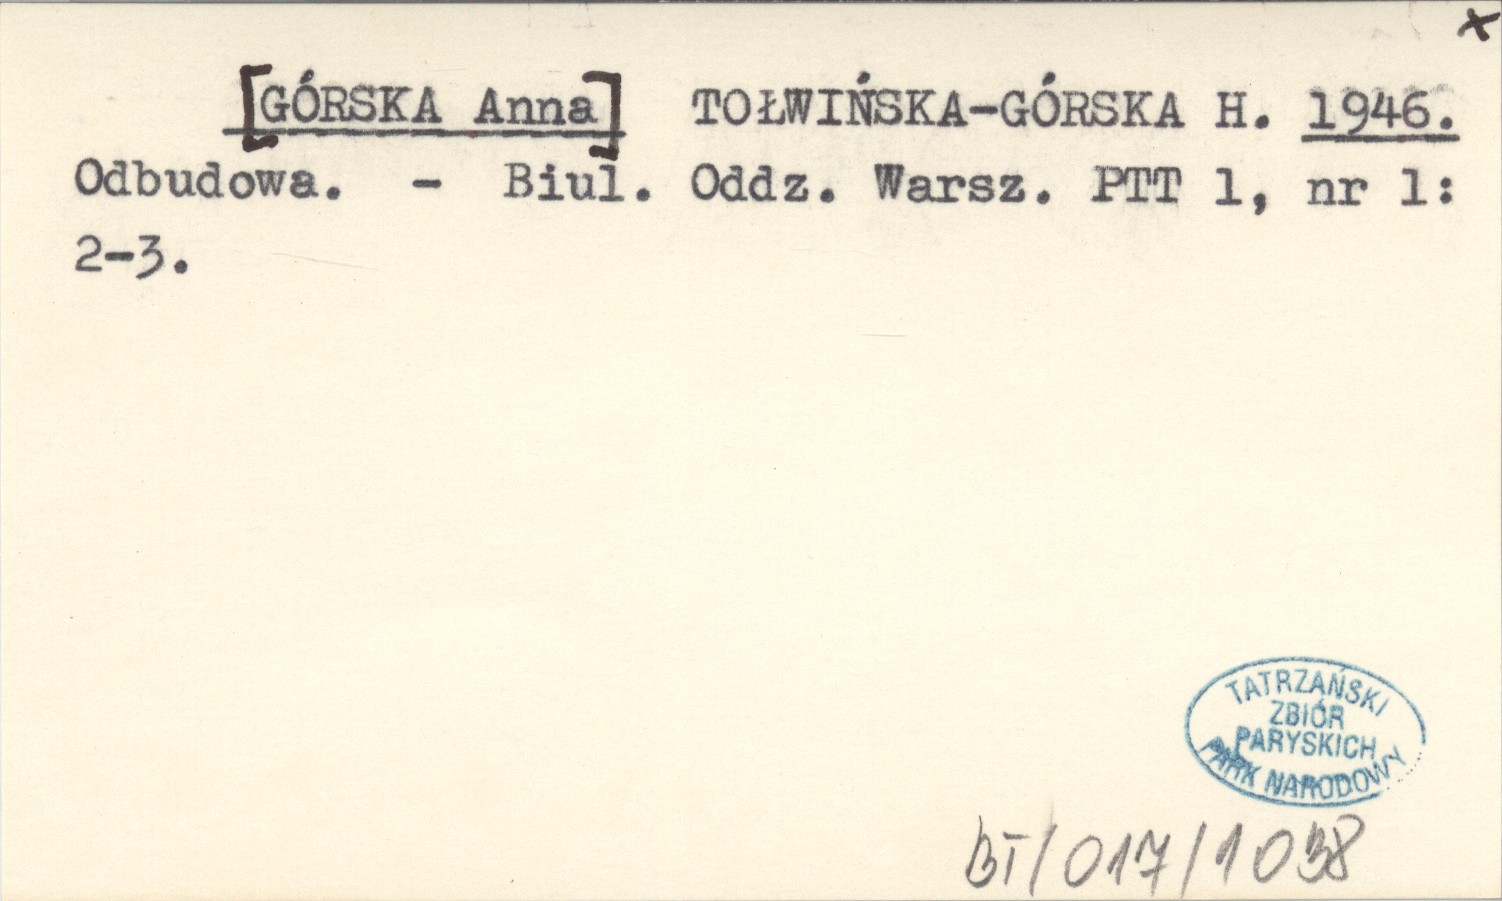 x
[GÓRSKA Anna] TOŁWIŃSKA-GÓRSKA H. 1946.
Odbudowa. - Biul. Oddz. Warsz. PTT 1, nr 1:
2-3.
TATRZAŃSKI
ZBIÓR
PARYSKICH
PARK NARODOWY
BT/017/1038